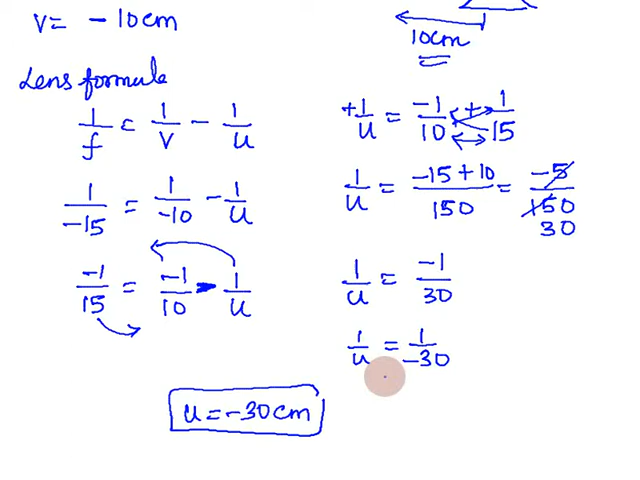 v = -10cm
10cm
Lens formula
1/f = 1/v - 1/u
1/-15 = 1/-10 - 1/u
-1/15 = -1/10 - 1/u
+1/u = -1/10 + 1/15
1/u = -15+10/150 = -5/150
30
1/u = -1/30
1/u = 1/-30
u = -30cm